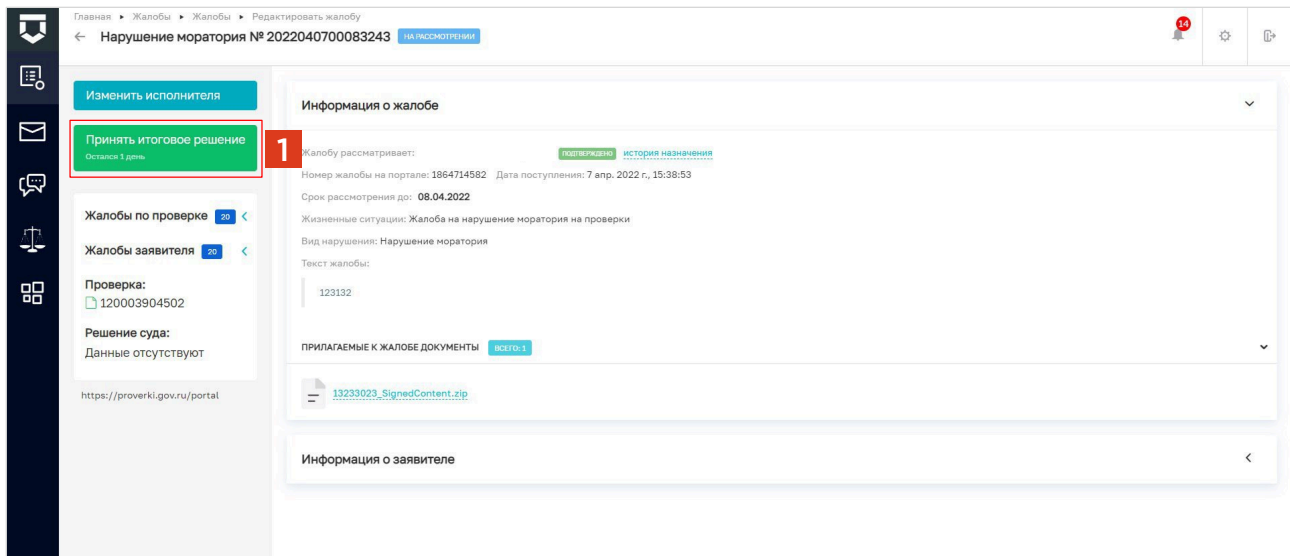 Главная ▸ Жалобы ▸ Жалобы ▸ Редактировать жалобу
← Нарушение моратория № 2022040700083243 НА РАССМОТРЕНИИ
14
Изменить исполнителя
Принять итоговое решение
Остался 1 день
1
Жалобы по проверке 20
Жалобы заявителя 20
Проверка:
120003904502
Решение суда:
Данные отсутствуют
https://proverki.gov.ru/portal
Информация о жалобе
Жалобу рассматривает: ПОДТВЕРЖДЕНО история назначения
Номер жалобы на портале: 1864714582 Дата поступления: 7 апр. 2022 г., 15:38:53
Срок рассмотрения до: 08.04.2022
Жизненные ситуации: Жалоба на нарушение моратория на проверки
Вид нарушения: Нарушение моратория
Текст жалобы:
123132
ПРИЛАГАЕМЫЕ К ЖАЛОБЕ ДОКУМЕНТЫ ВСЕГО: 1
13233023_SignedContent.zip
Информация о заявителе